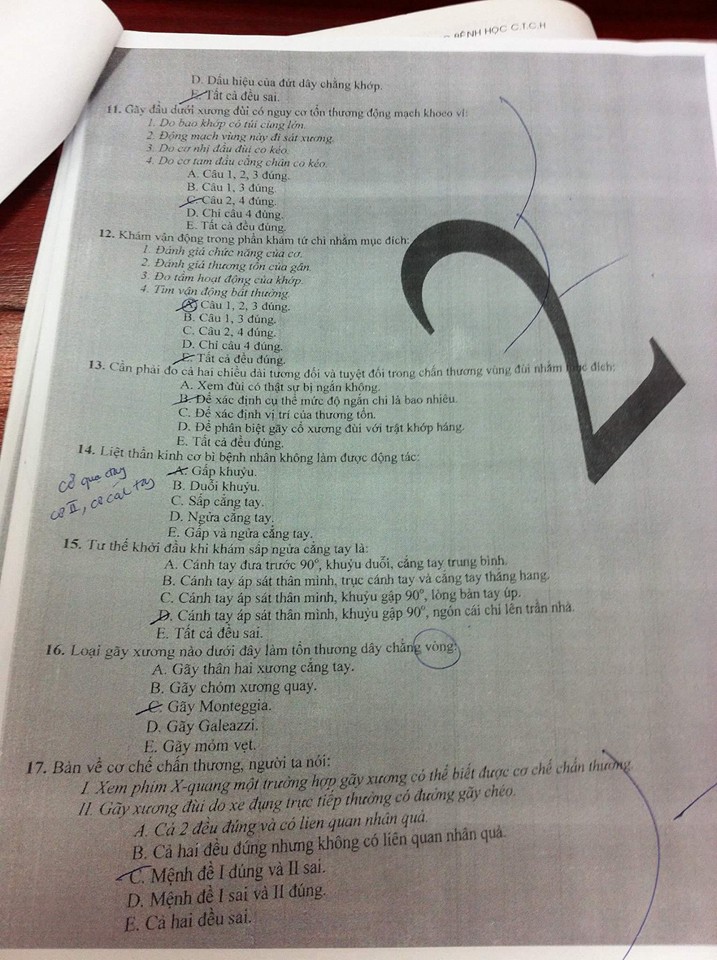 BỆNH HỌC C.T.C.H
D. Dấu hiệu của đứt dây chằng khớp.
E. Tất cả đều sai.
11. Gãy đầu dưới xương đùi có nguy cơ tổn thương động mạch khoeo vì:
1. Do bao khớp có túi cùng lớn.
2. Động mạch vùng này đi sát xương.
3. Do cơ nhị đầu đùi co kéo.
4. Do cơ tam đầu cẳng chân co kéo.
A. Câu 1, 2, 3 đúng.
B. Câu 1, 3 đúng.
C. Câu 2, 4 đúng.
D. Chỉ câu 4 đúng.
E. Tất cả đều đúng.
12. Khám vận động trong phần khám tứ chi nhằm mục đích:
1. Đánh giá chức năng của cơ.
2. Đánh giá thương tổn của gân.
3. Đo tầm hoạt động của khớp.
4. Tìm vận động bất thường.
A. Câu 1, 2, 3 đúng.
B. Câu 1, 3 đúng.
C. Câu 2, 4 đúng.
D. Chỉ câu 4 đúng.
E. Tất cả đều đúng.
13. Cần phải đo cả hai chiều dài tương đối và tuyệt đối trong chấn thương vùng đùi nhằm mục đích:
A. Xem đùi có thật sự bị ngắn không.
B. Để xác định cụ thể mức độ ngắn chi là bao nhiêu.
C. Để xác định vị trí của thương tổn.
D. Để phân biệt gãy cổ xương đùi với trật khớp háng.
E. Tất cả đều đúng.
14. Liệt thần kinh cơ bì bệnh nhân không làm được động tác:
A. Gấp khuỷu.
B. Duỗi khuỷu.
C. Sấp cẳng tay.
D. Ngửa cẳng tay.
E. Gấp và ngửa cẳng tay.
15. Tư thế khởi đầu khi khám sấp ngửa cẳng tay là:
A. Cánh tay đưa trước 90°, khuỷu duỗi, cẳng tay trung bình.
B. Cánh tay áp sát thân mình, trục cánh tay và cẳng tay thẳng hàng.
C. Cánh tay áp sát thân mình, khuỷu gập 90°, lòng bàn tay úp.
D. Cánh tay áp sát thân mình, khuỷu gập 90°, ngón cái chỉ lên trần nhà.
E. Tất cả đều sai.
16. Loại gãy xương nào dưới đây làm tổn thương dây chằng vòng:
A. Gãy thân hai xương cẳng tay.
B. Gãy chỏm xương quay.
C. Gãy Monteggia.
D. Gãy Galeazzi.
E. Gãy mỏm vẹt.
17. Bàn về cơ chế chấn thương, người ta nói:
I. Xem phim X-quang một trường hợp gãy xương có thể biết được cơ chế chấn thương.
II. Gãy xương đùi do xe đụng trực tiếp thường có đường gãy chéo.
A. Cả 2 đều đúng và có liên quan nhân quả.
B. Cả hai đều đúng nhưng không có liên quan nhân quả.
C. Mệnh đề I đúng và II sai.
D. Mệnh đề I sai và II đúng.
E. Cả hai đều sai.
2